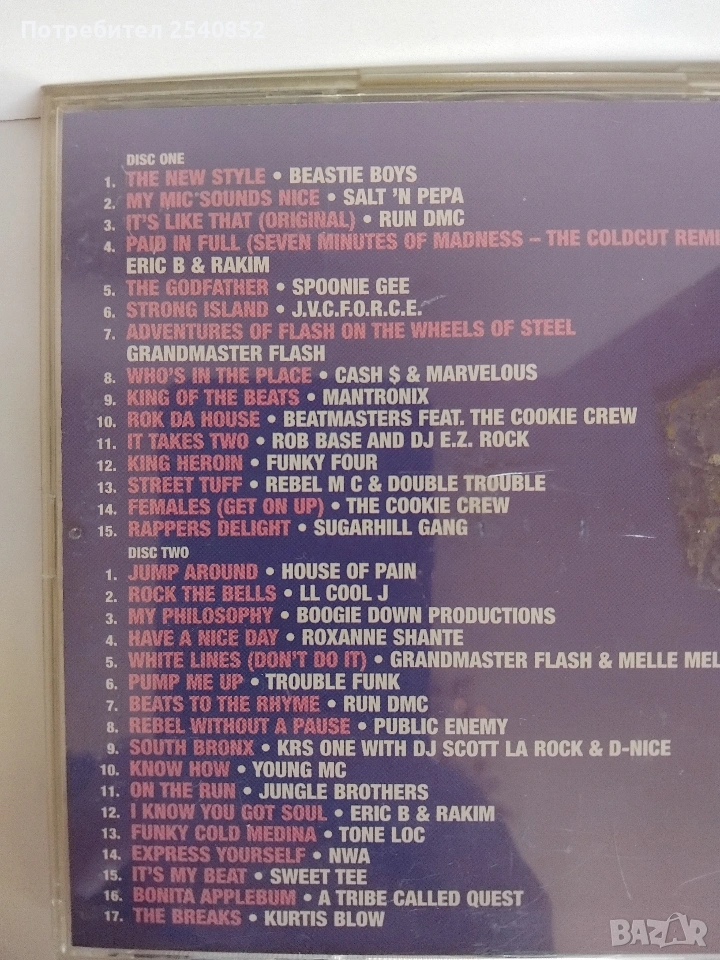 Потребител 2540852
DISC ONE
1. THE NEW STYLE • BEASTIE BOYS
2. MY MIC SOUNDS NICE • SALT 'N PEPA
3. IT'S LIKE THAT (ORIGINAL) • RUN DMC
4. PAID IN FULL (SEVEN MINUTES OF MADNESS – THE COLDCUT REMI
ERIC B & RAKIM
5. THE GODFATHER • SPOONIE GEE
6. STRONG ISLAND • J.V.C.F.O.R.C.E.
7. ADVENTURES OF FLASH ON THE WHEELS OF STEEL
GRANDMASTER FLASH
8. WHO'S IN THE PLACE • CASH $ & MARVELOUS
9. KING OF THE BEATS • MANTRONIX
10. ROK DA HOUSE • BEATMASTERS FEAT. THE COOKIE CREW
11. IT TAKES TWO • ROB BASE AND DJ E.Z. ROCK
12. KING HEROIN • FUNKY FOUR
13. STREET TUFF • REBEL M C & DOUBLE TROUBLE
14. FEMALES (GET ON UP) • THE COOKIE CREW
15. RAPPERS DELIGHT • SUGARHILL GANG
DISC TWO
1. JUMP AROUND • HOUSE OF PAIN
2. ROCK THE BELLS • LL COOL J
3. MY PHILOSOPHY • BOOGIE DOWN PRODUCTIONS
4. HAVE A NICE DAY • ROXANNE SHANTE
5. WHITE LINES (DON'T DO IT) • GRANDMASTER FLASH & MELLE MEL
6. PUMP ME UP • TROUBLE FUNK
7. BEATS TO THE RHYME • RUN DMC
8. REBEL WITHOUT A PAUSE • PUBLIC ENEMY
9. SOUTH BRONX • KRS ONE WITH DJ SCOTT LA ROCK & D-NICE
10. KNOW HOW • YOUNG MC
11. ON THE RUN • JUNGLE BROTHERS
12. I KNOW YOU GOT SOUL • ERIC B & RAKIM
13. FUNKY COLD MEDINA • TONE LOC
14. EXPRESS YOURSELF • NWA
15. IT'S MY BEAT • SWEET TEE
16. BONITA APPLEBUM • A TRIBE CALLED QUEST
17. THE BREAKS • KURTIS BLOW
BAZAR